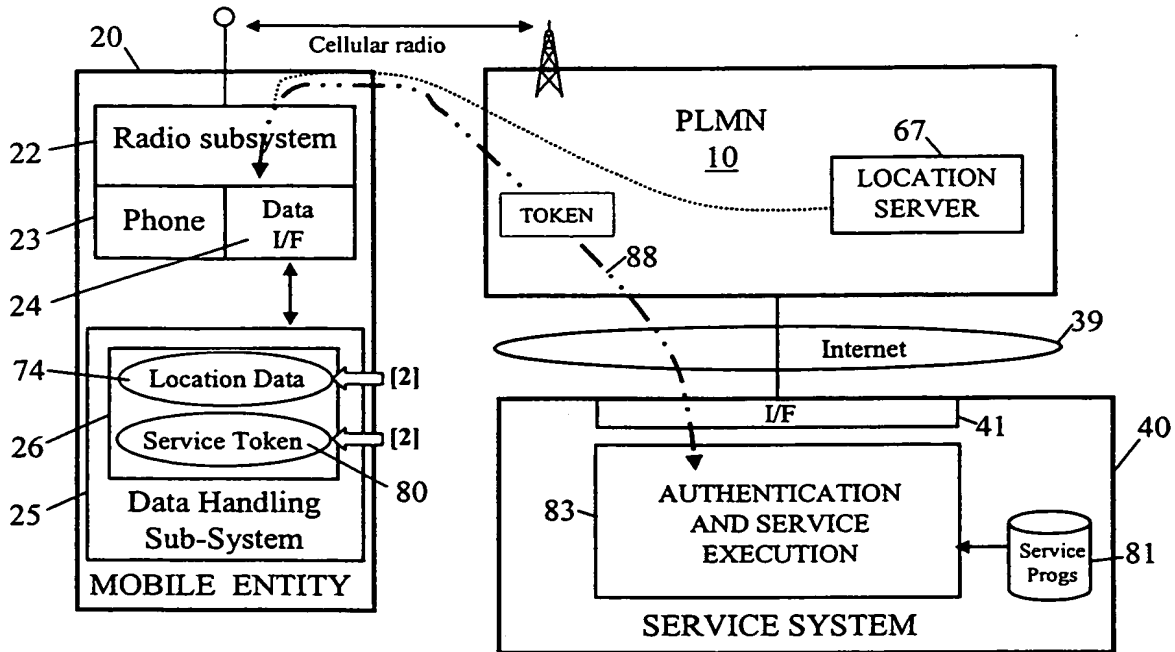 20
Cellular radio
22
Radio subsystem
23
Phone
Data
I/F
24
PLMN
10
67
LOCATION
SERVER
TOKEN
88
39
Internet
74
Location Data
[2]
26
Service Token
[2]
80
25
Data Handling
Sub-System
MOBILE ENTITY
I/F
41
40
83
AUTHENTICATION
AND SERVICE
EXECUTION
Service
Progs
81
SERVICE SYSTEM